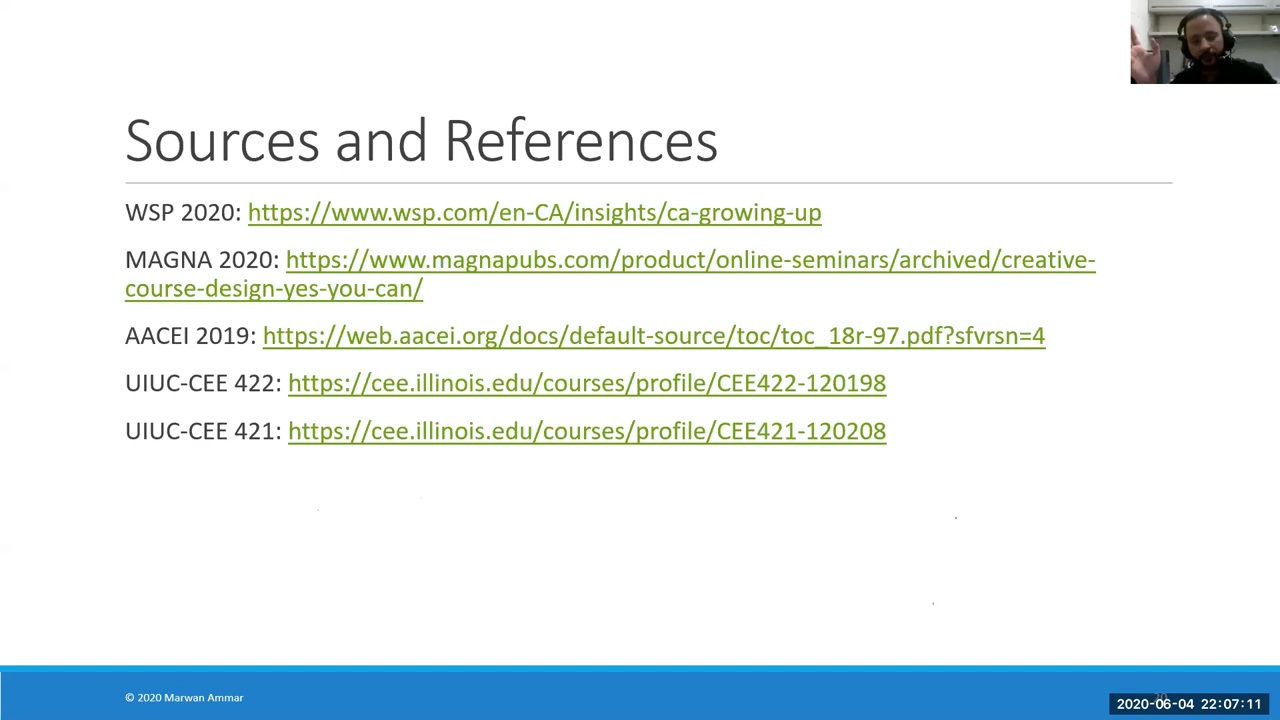 Sources and References
WSP 2020: https://www.wsp.com/en-CA/insights/ca-growing-up
MAGNA 2020: https://www.magnapubs.com/product/online-seminars/archived/creative-
course-design-yes-you-can/
AACEI 2019: https://web.aacei.org/docs/default-source/toc/toc_18r-97.pdf?sfvrsn=4
UIUC-CEE 422: https://cee.illinois.edu/courses/profile/CEE422-120198
UIUC-CEE 421: https://cee.illinois.edu/courses/profile/CEE421-120208
© 2020 Marwan Ammar
2020-06-04 22:07:11